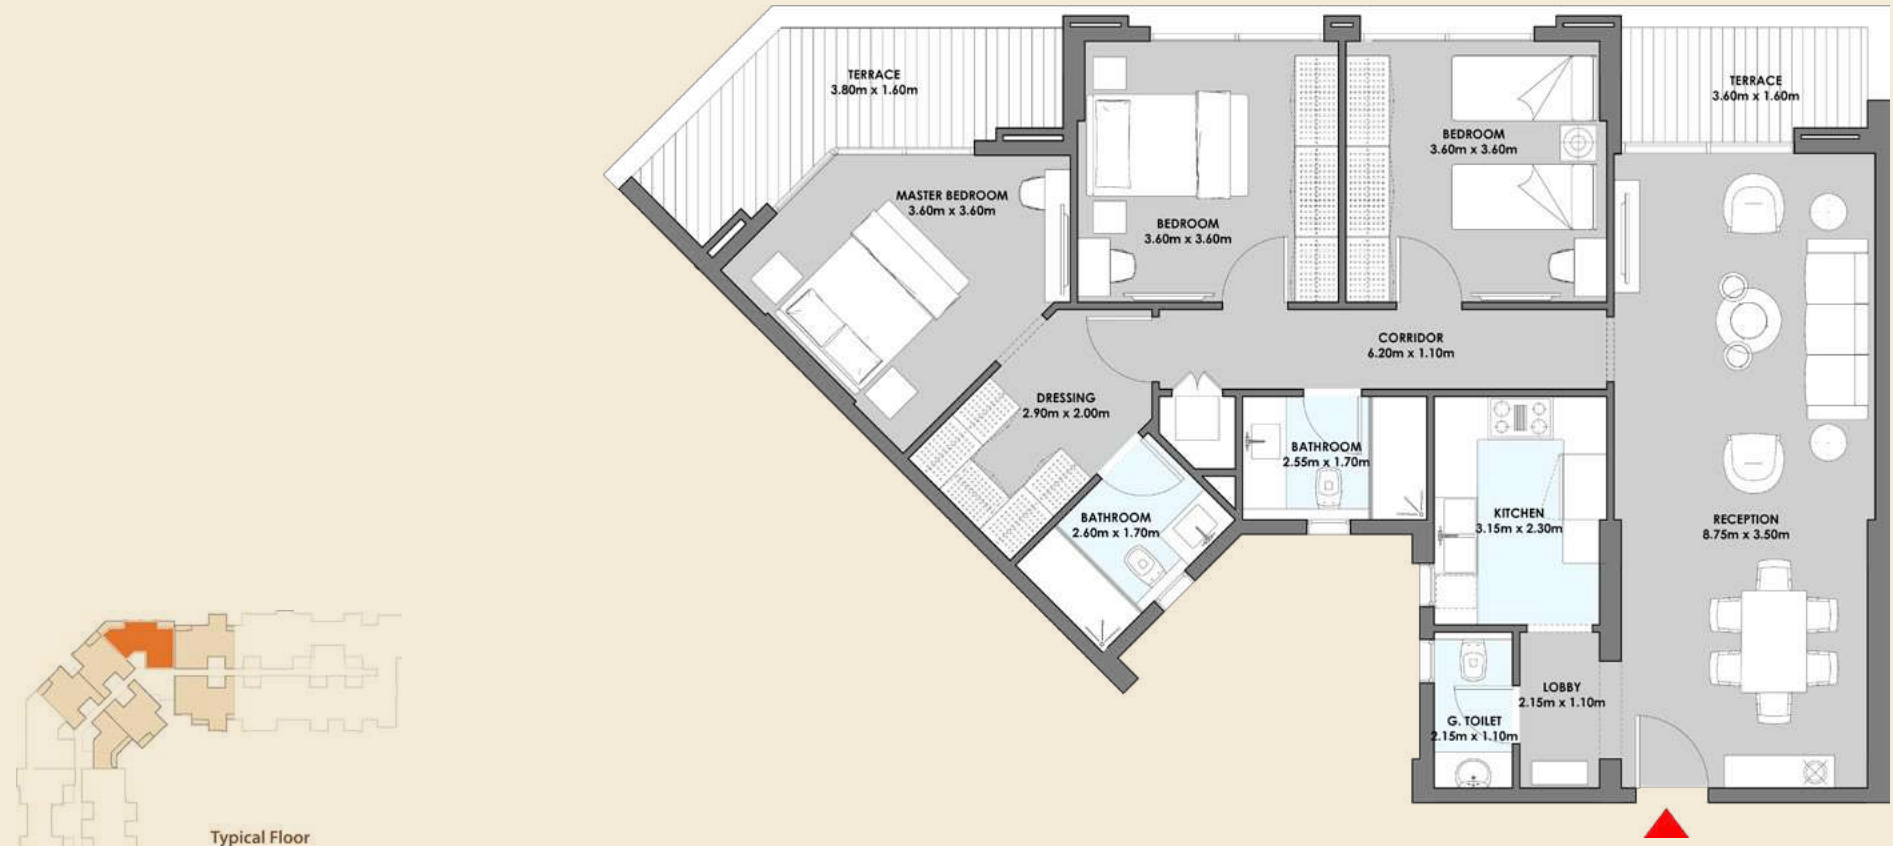 TERRACE
3.80m x 1.60m
TERRACE
3.60m x 1.60m
BEDROOM
3.60m x 3.60m
MASTER BEDROOM
3.60m x 3.60m
BEDROOM
3.60m x 3.60m
CORRIDOR
6.20m x 1.10m
DRESSING
2.90m x 2.00m
BATHROOM
2.55m x 1.70m
BATHROOM
2.60m x 1.70m
KITCHEN
3.15m x 2.30m
RECEPTION
8.75m x 3.50m
LOBBY
2.15m x 1.10m
G. TOILET
2.15m x 1.10m
Typical Floor